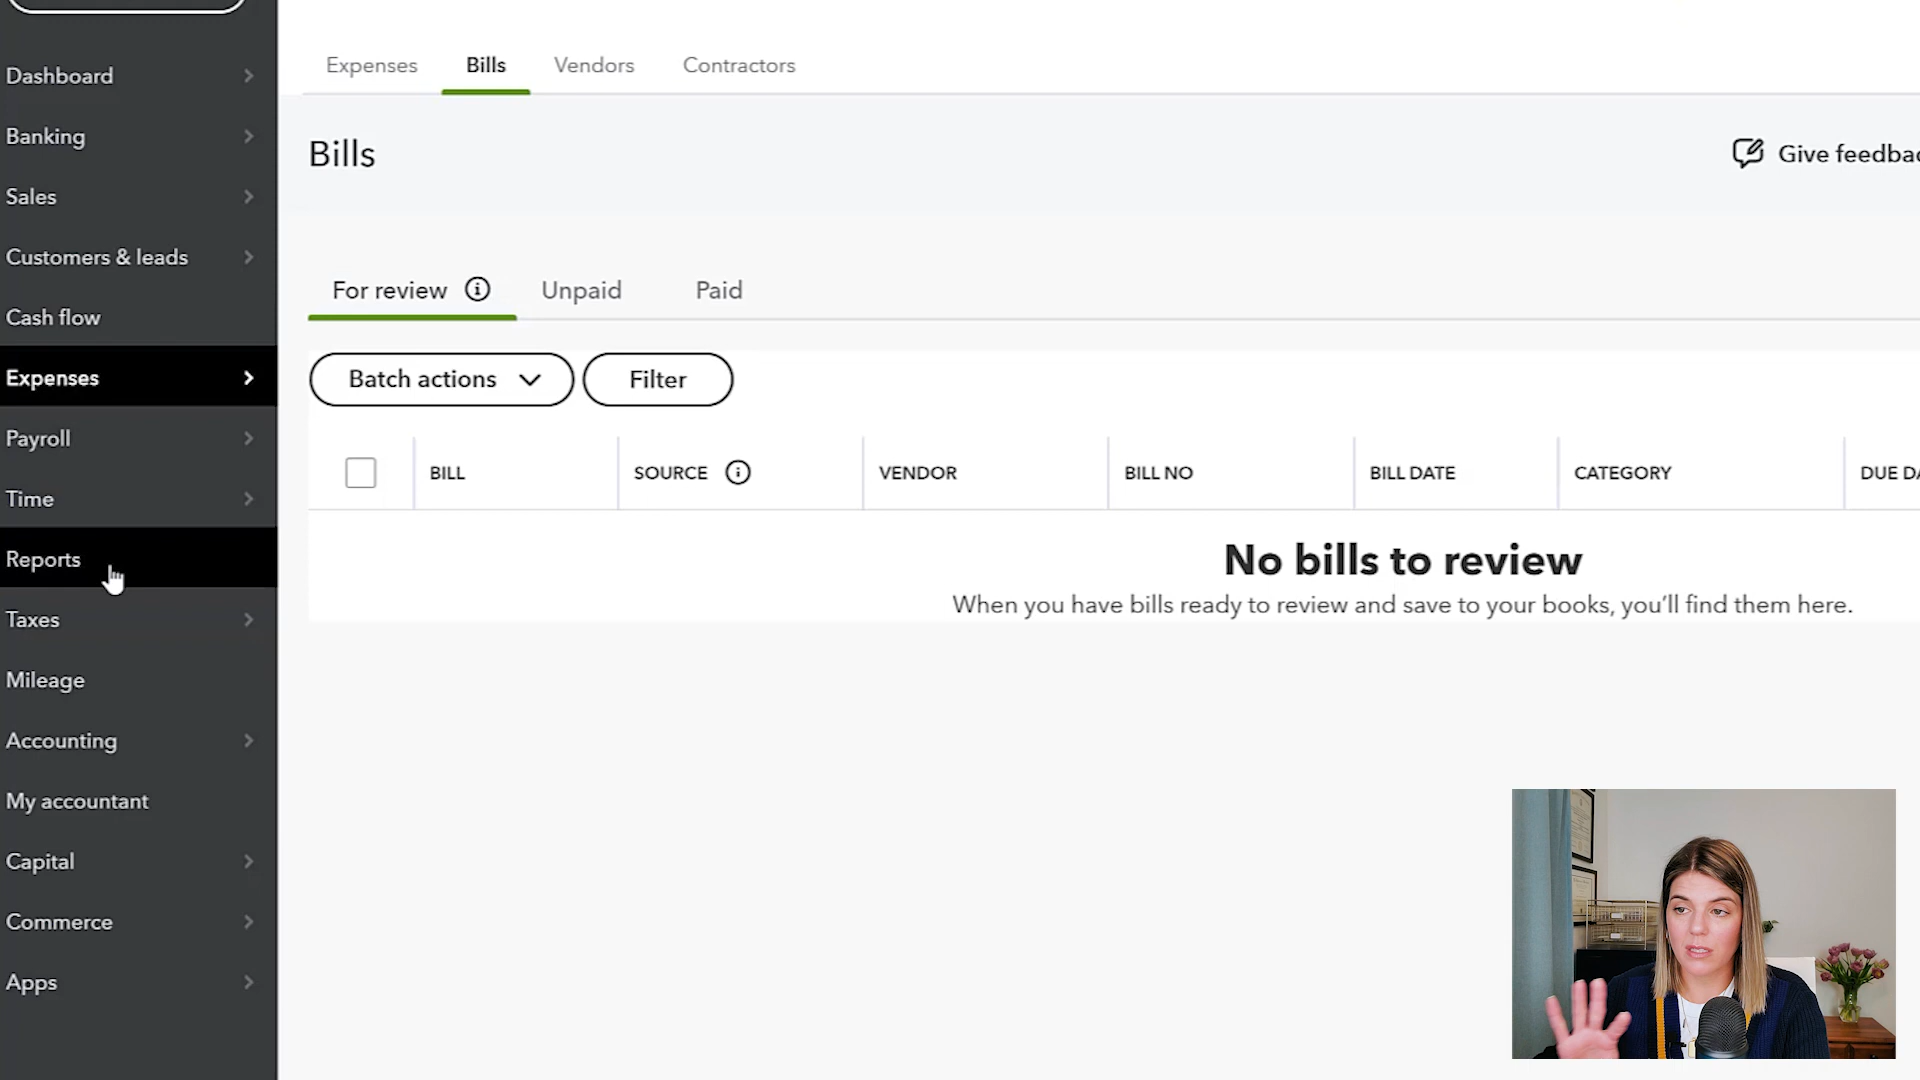 Dashboard
Banking
Sales
Customers & leads
Cash flow
Expenses
Payroll
Time
Reports
Taxes
Mileage
Accounting
My accountant
Capital
Commerce
Apps
Expenses Bills Vendors Contractors
Bills
Give feedbac
For review Unpaid Paid
Batch actions Filter
BILL SOURCE VENDOR BILL NO BILL DATE CATEGORY DUE DA
No bills to review
When you have bills ready to review and save to your books, you'll find them here.